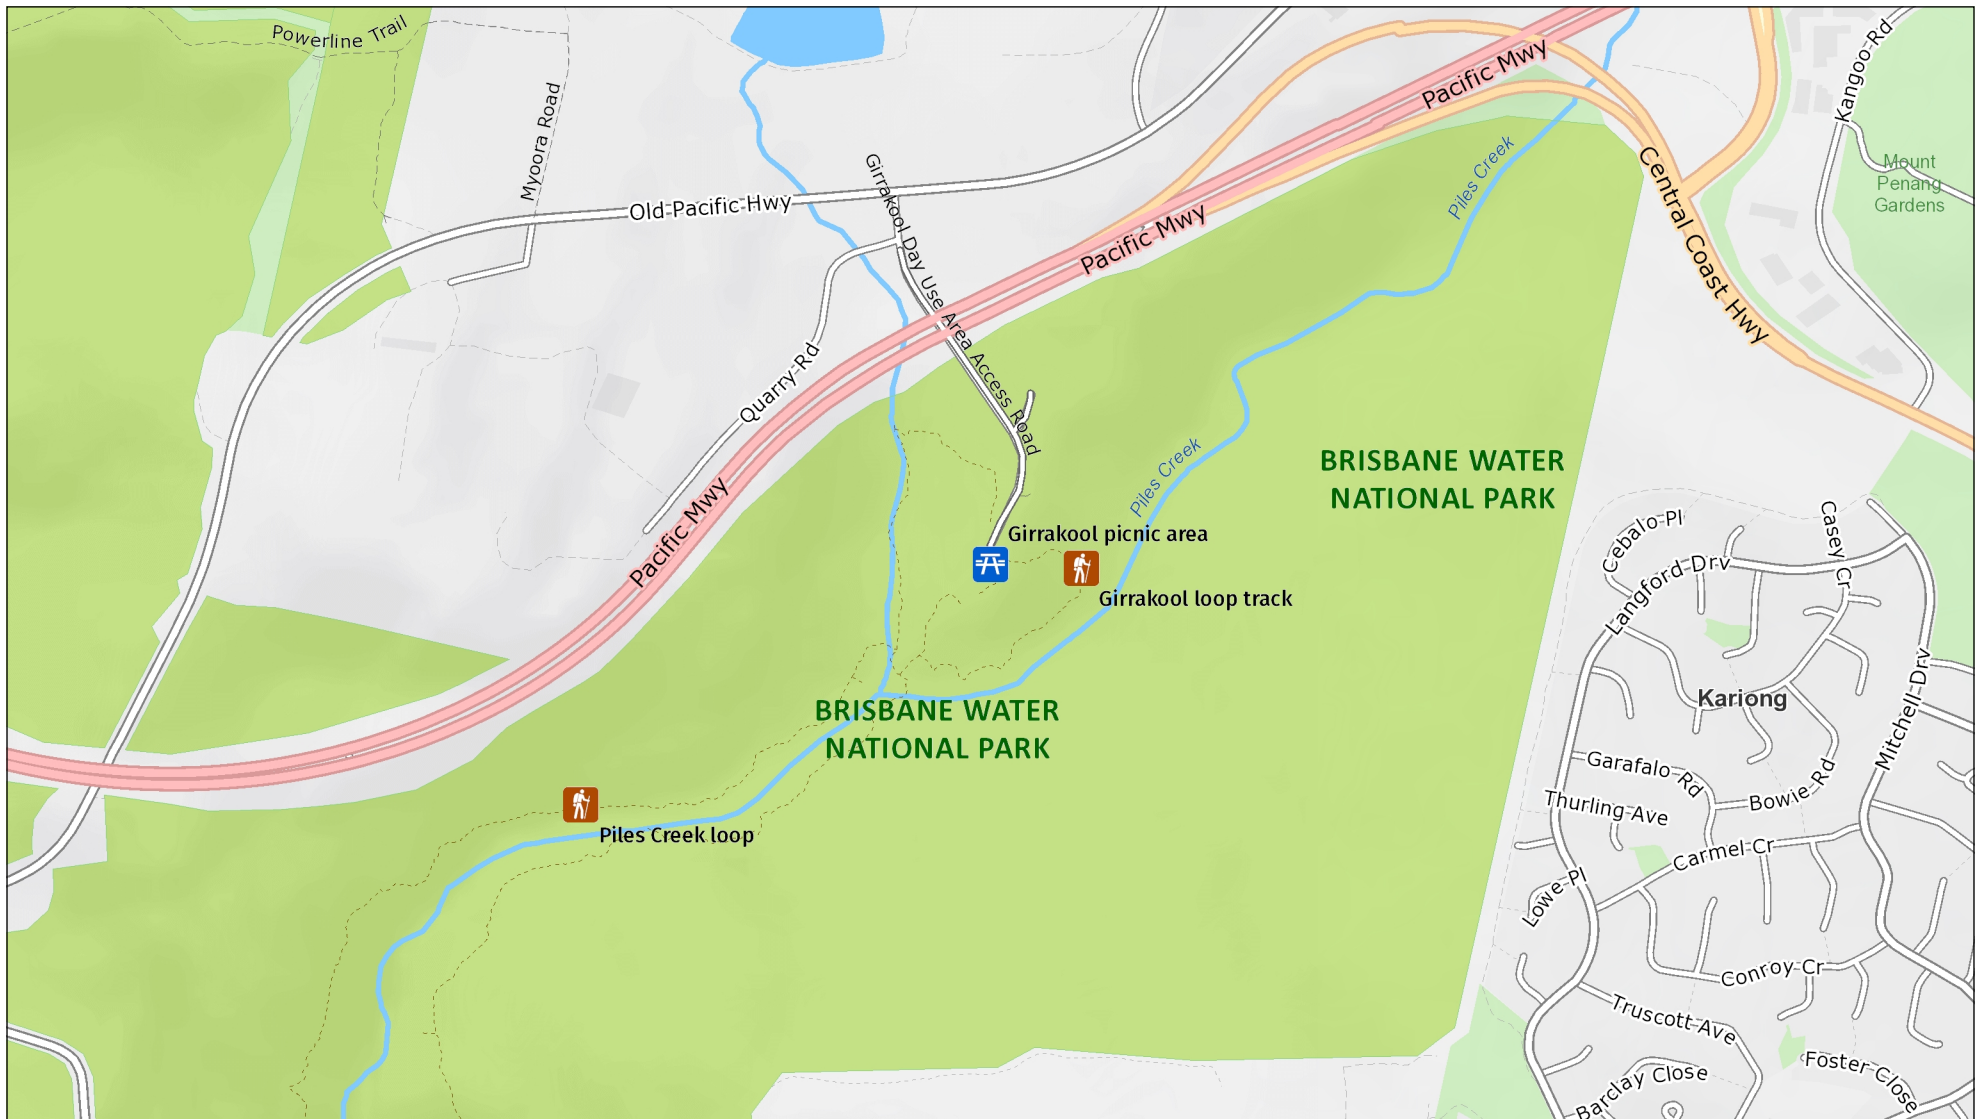 Powerline Trail
Myoora Road
Old Pacific Hwy
Girrakool Day Use Area Access Road
Quarry Rd
Pacific Mwy
Pacific Mwy
Pacific Mwy
Piles Creek
Piles Creek
Central Coast Hwy
Kangoo Rd
Mount
Penang
Gardens
BRISBANE WATER
NATIONAL PARK
Girrakool picnic area
Girrakool loop track
BRISBANE WATER
NATIONAL PARK
Piles Creek loop
Cebalo Pl
Langford Drv
Casey Cr
Kariong
Mitchell Drv
Garafalo Rd
Bowie Rd
Thurling Ave
Carmel Cr
Lowe Pl
Conroy Cr
Truscott Ave
Foster Close
Barclay Close